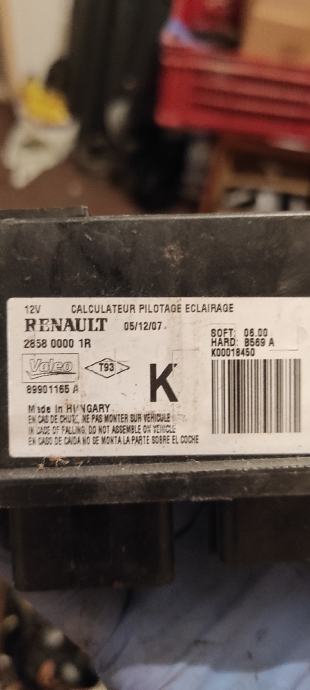 12V CALCULATEUR PILOTAGE ECLAIRAGE
RENAULT 05/12/07
SOFT: 06.00
2858 0000 1R
HARD: B569 A
K00018450
Valeo T93 K
89901165 A
Made in HUNGARY
EN CAS DE CHUTE, NE PAS MONTER SUR VEHICULE
IN CASE OF FALLING, DO NOT ASSEMBLE ON VEHICLE
EN CASO DE CAIDA NO SE MONTA LA PARTE SOBRE EL COCHE